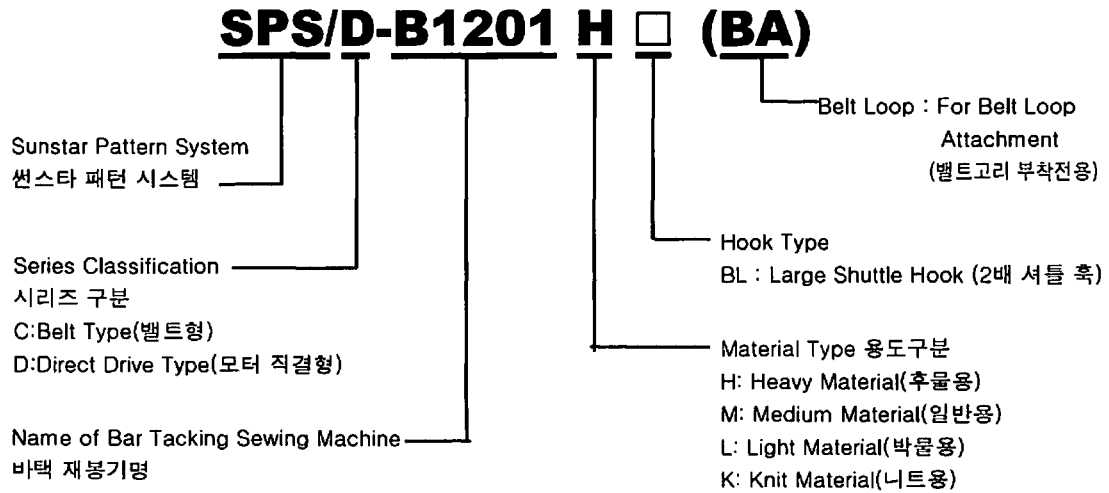 SPS/D-B1201 H □ (BA)
Belt Loop : For Belt Loop
Attachment
(밸트고리 부착전용)
Sunstar Pattern System
썬스타 패턴 시스템
Hook Type
BL : Large Shuttle Hook (2배 셔틀 훅)
Series Classification
시리즈 구분
C:Belt Type(밸트형)
D:Direct Drive Type(모터 직결형)
Material Type 용도구분
H: Heavy Material(후물용)
M: Medium Material(일반용)
L: Light Material(박물용)
K: Knit Material(니트용)
Name of Bar Tacking Sewing Machine
바택 재봉기명